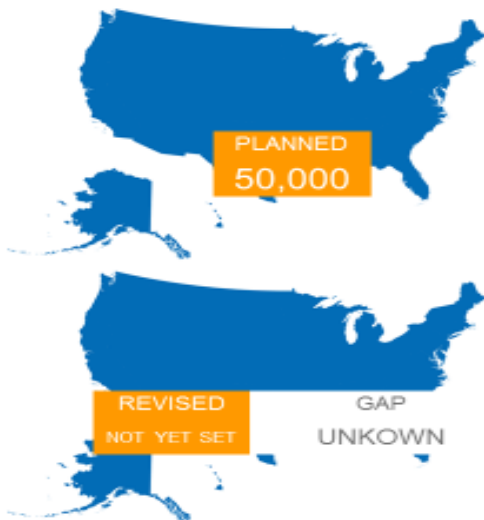 PLANNED
50,000
REVISED
NOT YET SET
GAP
UNKOWN